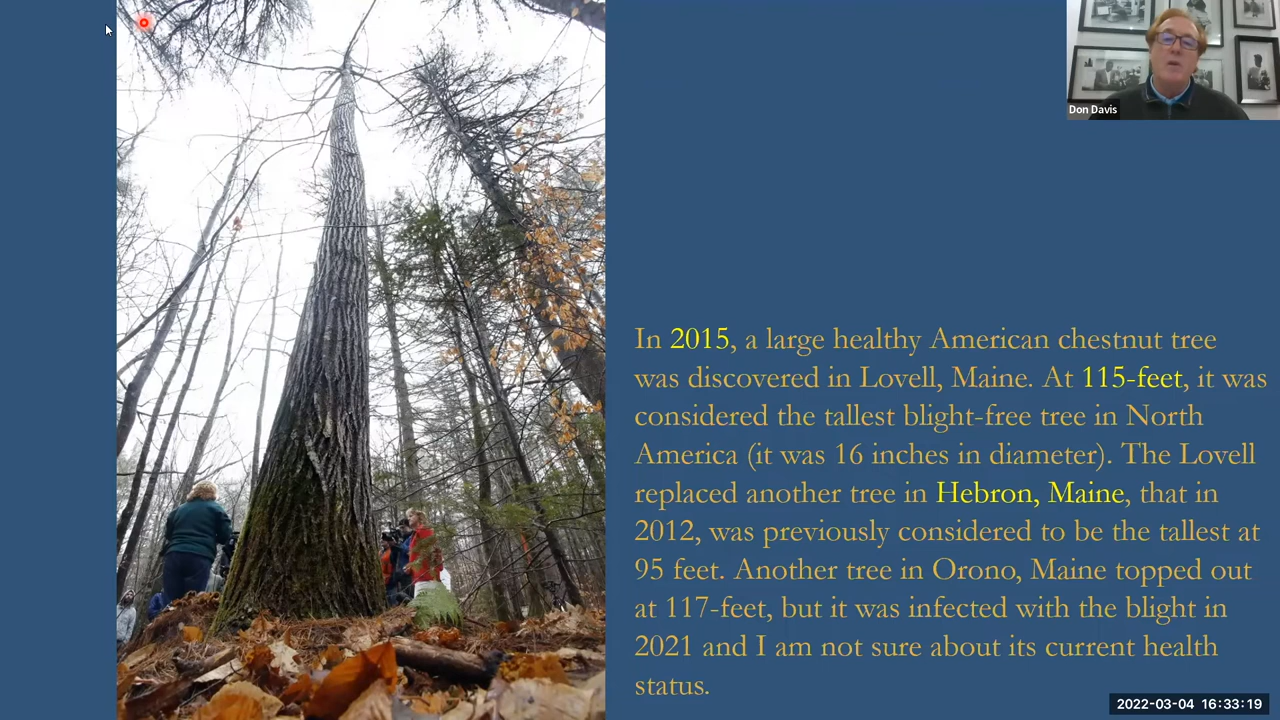 Don Davis
In 2015, a large healthy American chestnut tree
was discovered in Lovell, Maine. At 115-feet, it was
considered the tallest blight-free tree in North
America (it was 16 inches in diameter). The Lovell
replaced another tree in Hebron, Maine, that in
2012, was previously considered to be the tallest at
95 feet. Another tree in Orono, Maine topped out
at 117-feet, but it was infected with the blight in
2021 and I am not sure about its current health
status.
2022-03-04 16:33:19